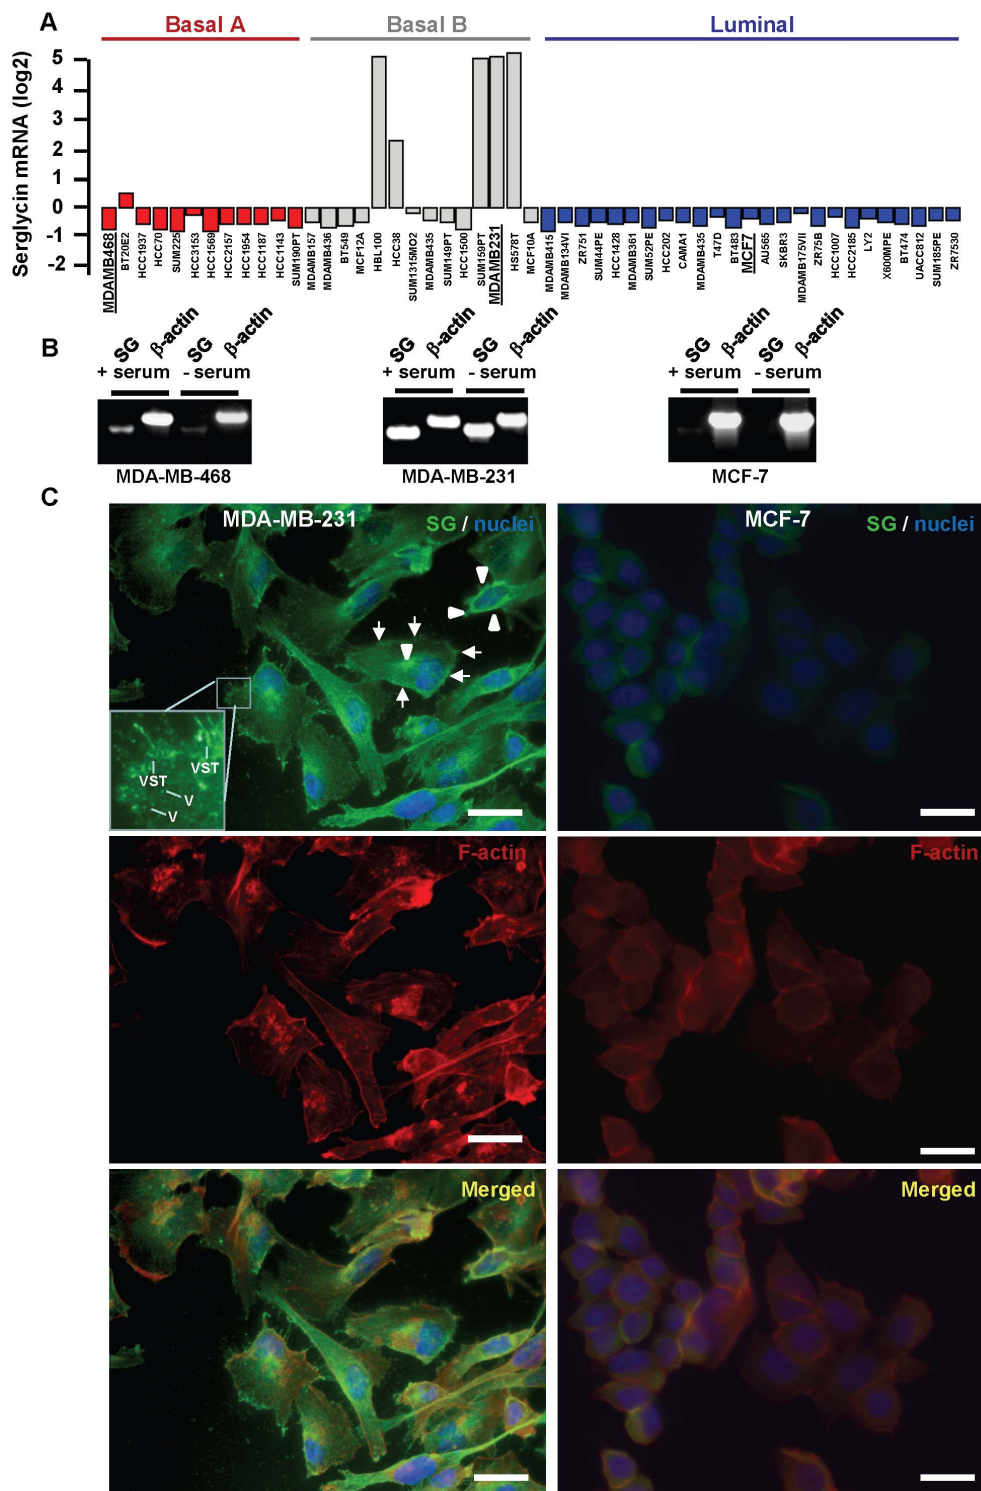 A
Basal A
Basal B
Luminal
Serglycin mRNA (log2)
5
4
3
2
1
0
-1
-2
MDAMB468
BT20E2
HCC1937
HC70
SUM225
HCC3153
HCC1569
HCC2157
HCC1954
HCC1187
HCC1143
SUM190PT
MDAMB157
MDAMB436
BT549
MCF12A
HBL100
HC38
SUM1315MO2
MDAMB435
SUM149PT
HCC1500
SUM159PT
MDAMB231
HS578T
MCF10A
MDAMB415
MDAMB134VI
ZR751
SUM44PE
HCC1428
MDAMB361
SUM52PE
HCC202
CAMA1
MDAMB435
T47D
BT483
MCF7
AU565
SKBR3
MDAMB175VII
ZR75B
HCC1007
HCC2185
LY2
X600MPE
BT474
UACC812
SUM185PE
ZR7530
B
SG β-actin SG β-actin
+ serum - serum
MDA-MB-468
SG β-actin SG β-actin
+ serum - serum
MDA-MB-231
SG β-actin SG β-actin
+ serum - serum
MCF-7
C
MDA-MB-231
SG / nuclei
VST
VST
V
V
MCF-7
SG / nuclei
F-actin
F-actin
Merged
Merged